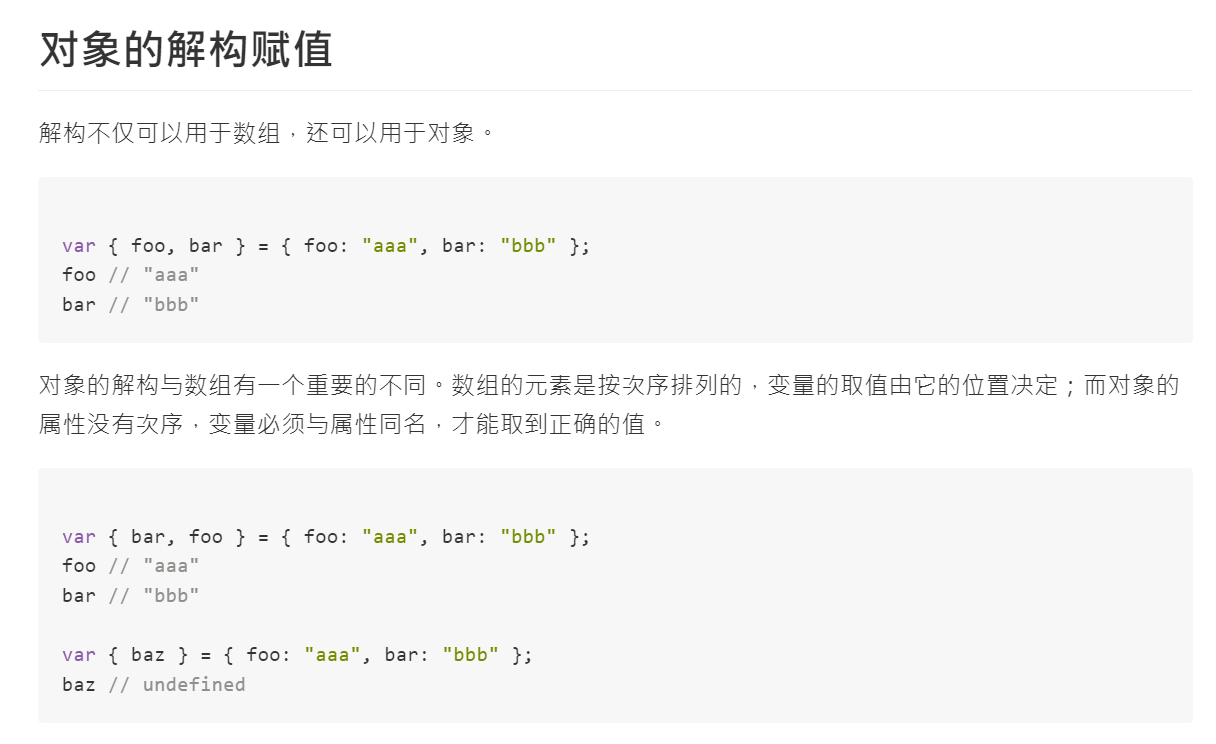 对象的解构赋值
解构不仅可以用于数组，还可以用于对象。
var { foo, bar } = { foo: "aaa", bar: "bbb" };
foo // "aaa"
bar // "bbb"
对象的解构与数组有一个重要的不同。数组的元素是按次序排列的，变量的取值由它的位置决定；而对象的
属性没有次序，变量必须与属性同名，才能取到正确的值。
var { bar, foo } = { foo: "aaa", bar: "bbb" };
foo // "aaa"
bar // "bbb"
var { baz } = { foo: "aaa", bar: "bbb" };
baz // undefined